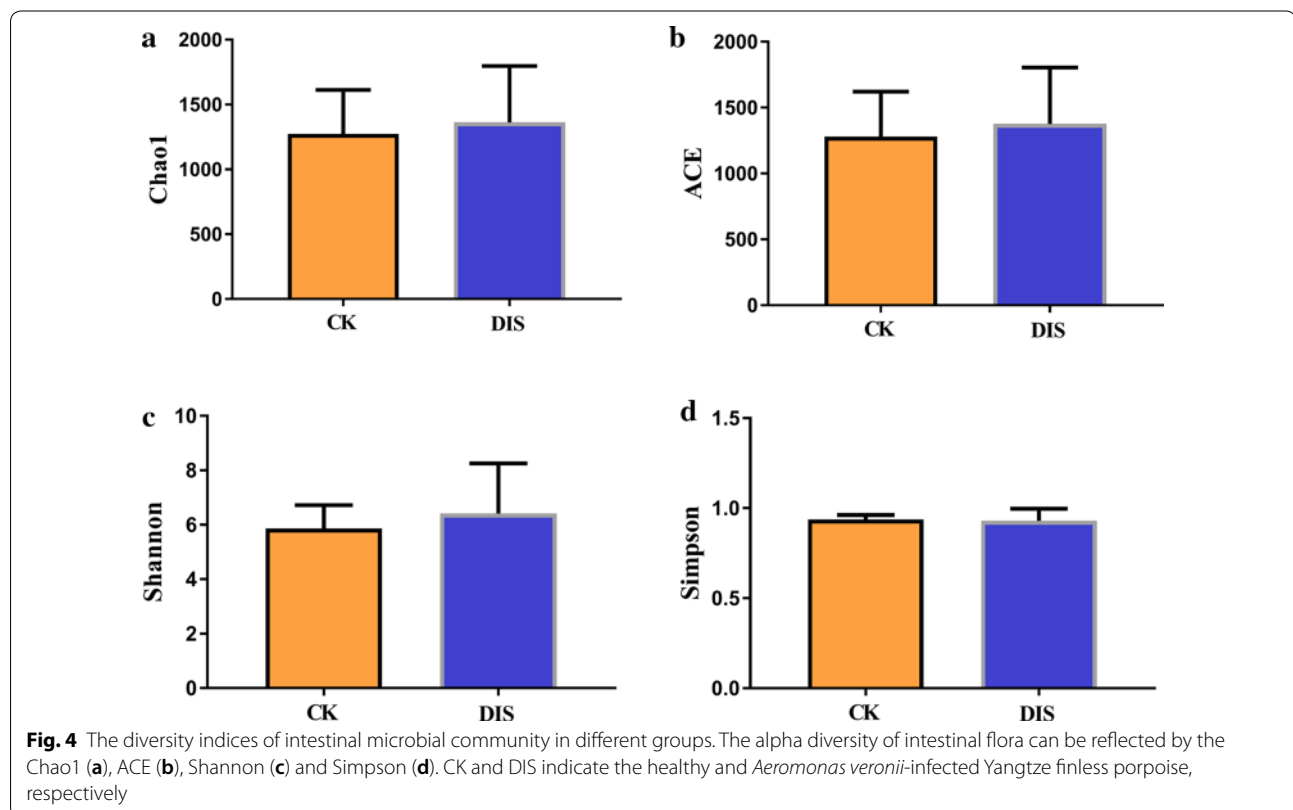 a
2000
1500
1000
500
0
Chao1
CK
DIS
b
2000
1500
1000
500
0
ACE
CK
DIS
c
10
8
6
4
2
0
Shannon
CK
DIS
d
1.5
1.0
0.5
0.0
Simpson
CK
DIS
Fig. 4 The diversity indices of intestinal microbial community in different groups. The alpha diversity of intestinal flora can be reflected by the
Chao1 (a), ACE (b), Shannon (c) and Simpson (d). CK and DIS indicate the healthy and Aeromonas veronii-infected Yangtze finless porpoise,
respectively